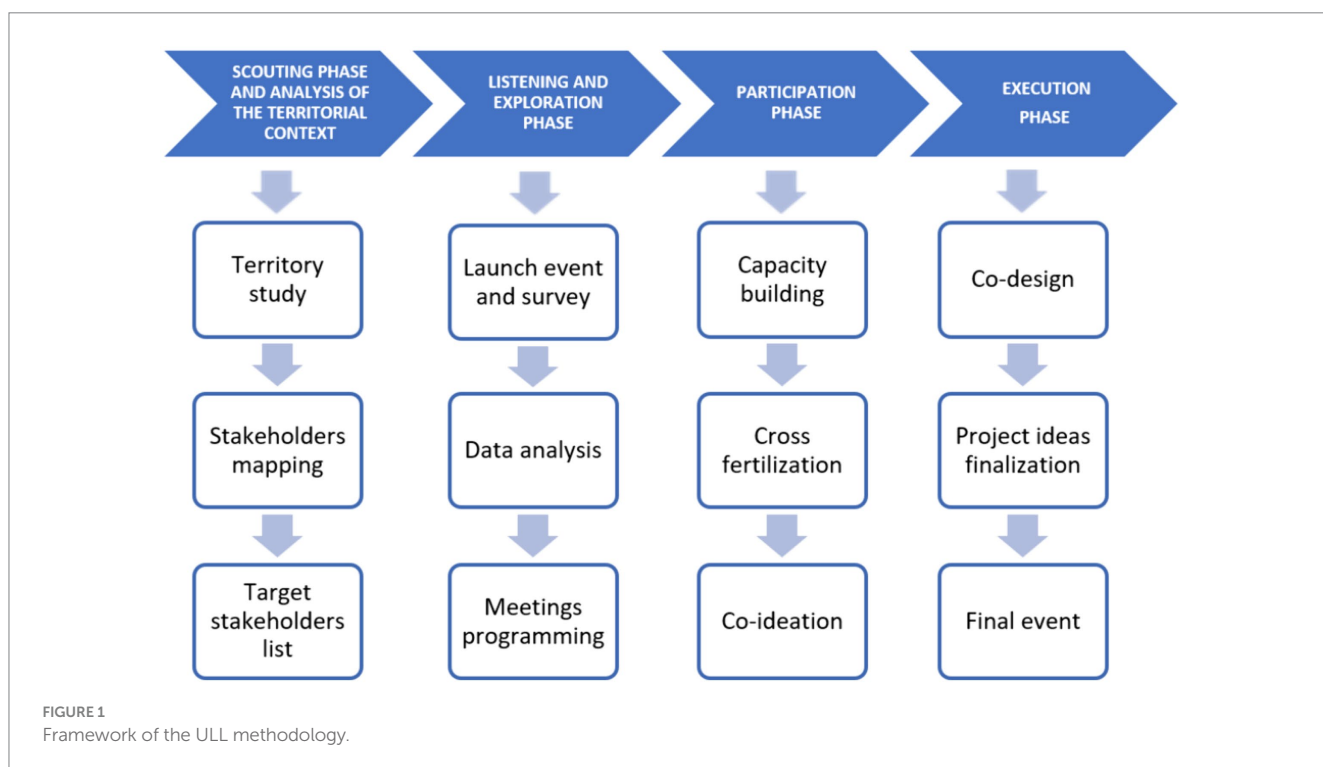 SCOUTING PHASE
AND ANALYSIS OF
THE TERRITORIAL
CONTEXT
LISTENING AND
EXPLORATION
PHASE
PARTICIPATION
PHASE
EXECUTION
PHASE
Territory
study
Launch event
and survey
Capacity
building
Co-design
Stakeholders
mapping
Data analysis
Cross
fertilization
Project ideas
finalization
Target
stakeholders
list
Meetings
programming
Co-ideation
Final event
FIGURE 1
Framework of the ULL methodology.